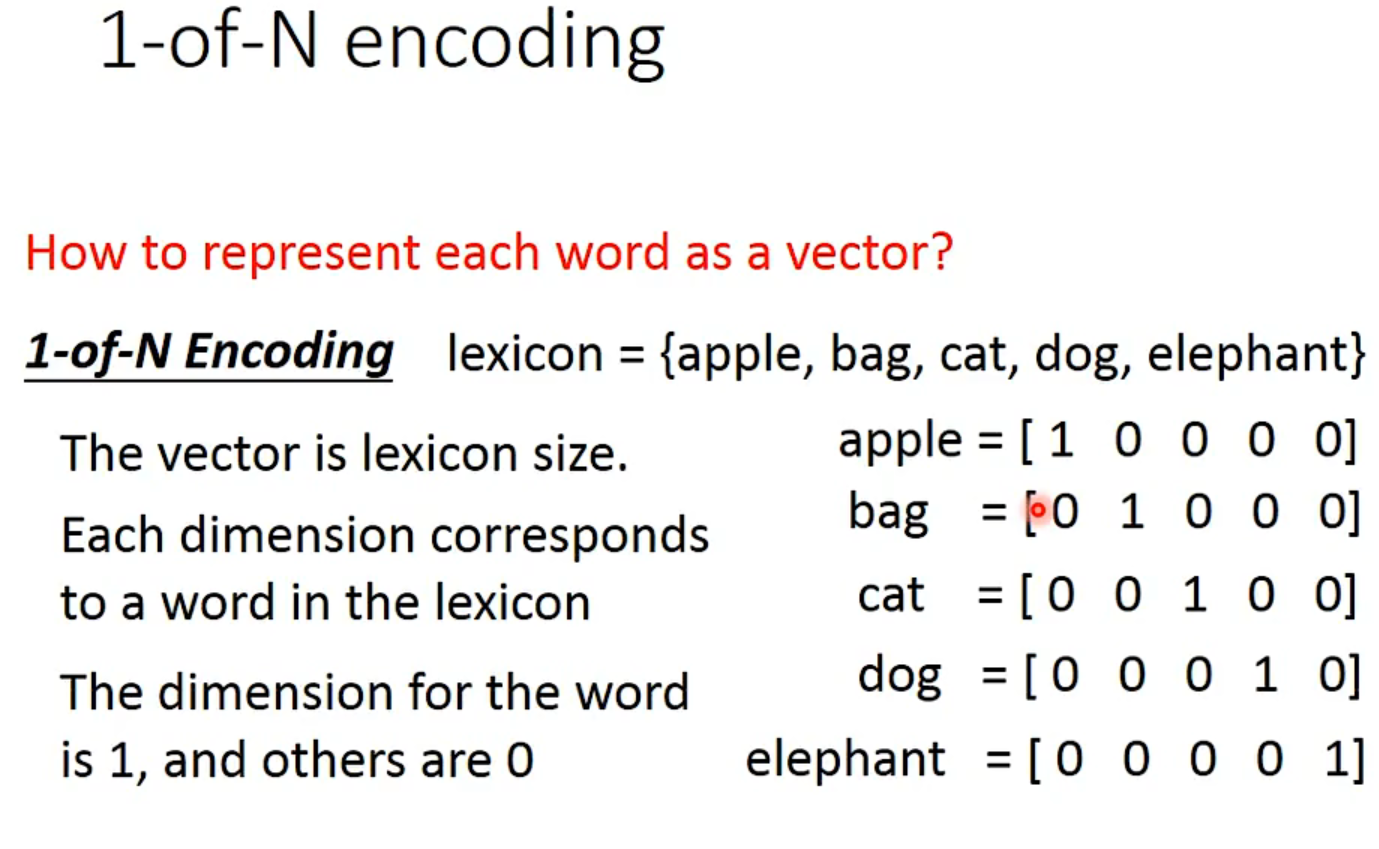 1-of-N encoding
How to represent each word as a vector?
1-of-N Encoding lexicon = {apple, bag, cat, dog, elephant}
The vector is lexicon size.
Each dimension corresponds
to a word in the lexicon
The dimension for the word
is 1, and others are 0
apple = [ 1 0 0 0 0]
bag = [ 0 1 0 0 0]
cat = [ 0 0 1 0 0]
dog = [ 0 0 0 1 0]
elephant = [ 0 0 0 0 1]